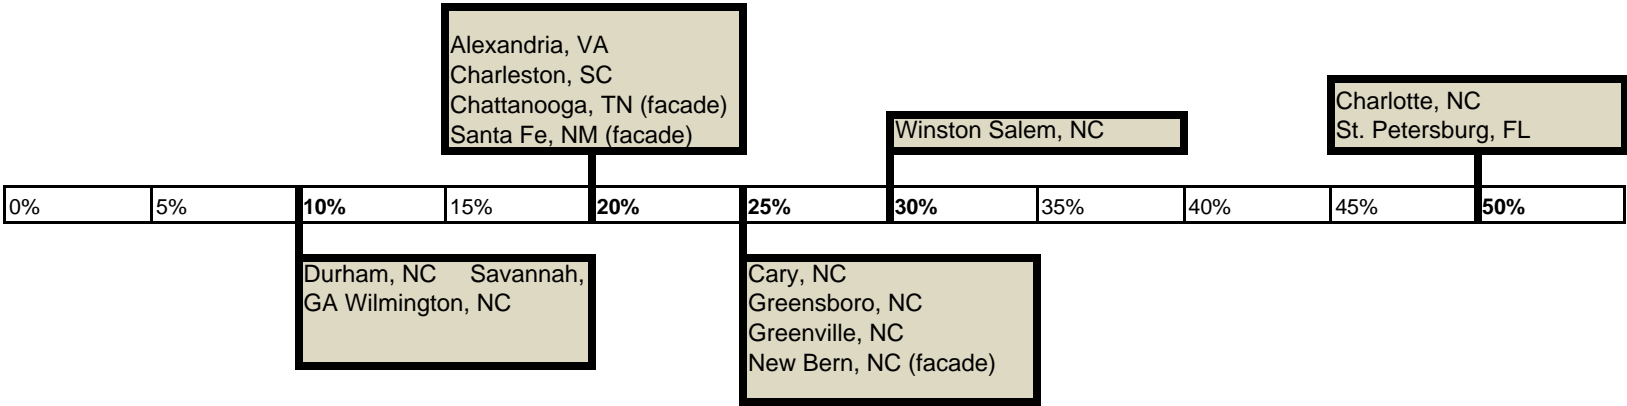 Alexandria, VA
Charleston, SC
Chattanooga, TN (facade)
Santa Fe, NM (facade)
Winston Salem, NC
Charlotte, NC
St. Petersburg, FL
0% 5% 10% 15% 20% 25% 30% 35% 40% 45% 50%
Durham, NC Savannah,
GA Wilmington, NC
Cary, NC
Greensboro, NC
Greenville, NC
New Bern, NC (facade)